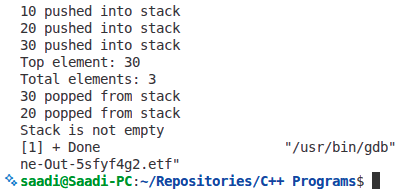 10 pushed into stack
20 pushed into stack
30 pushed into stack
Top element: 30
Total elements: 3
30 popped from stack
20 popped from stack
Stack is not empty
[1] + Done                       "/usr/bin/gdb"
ne-Out-5sfyf4g2.etf"
saadi@Saadi-PC:~/Repositories/C++ Programs$